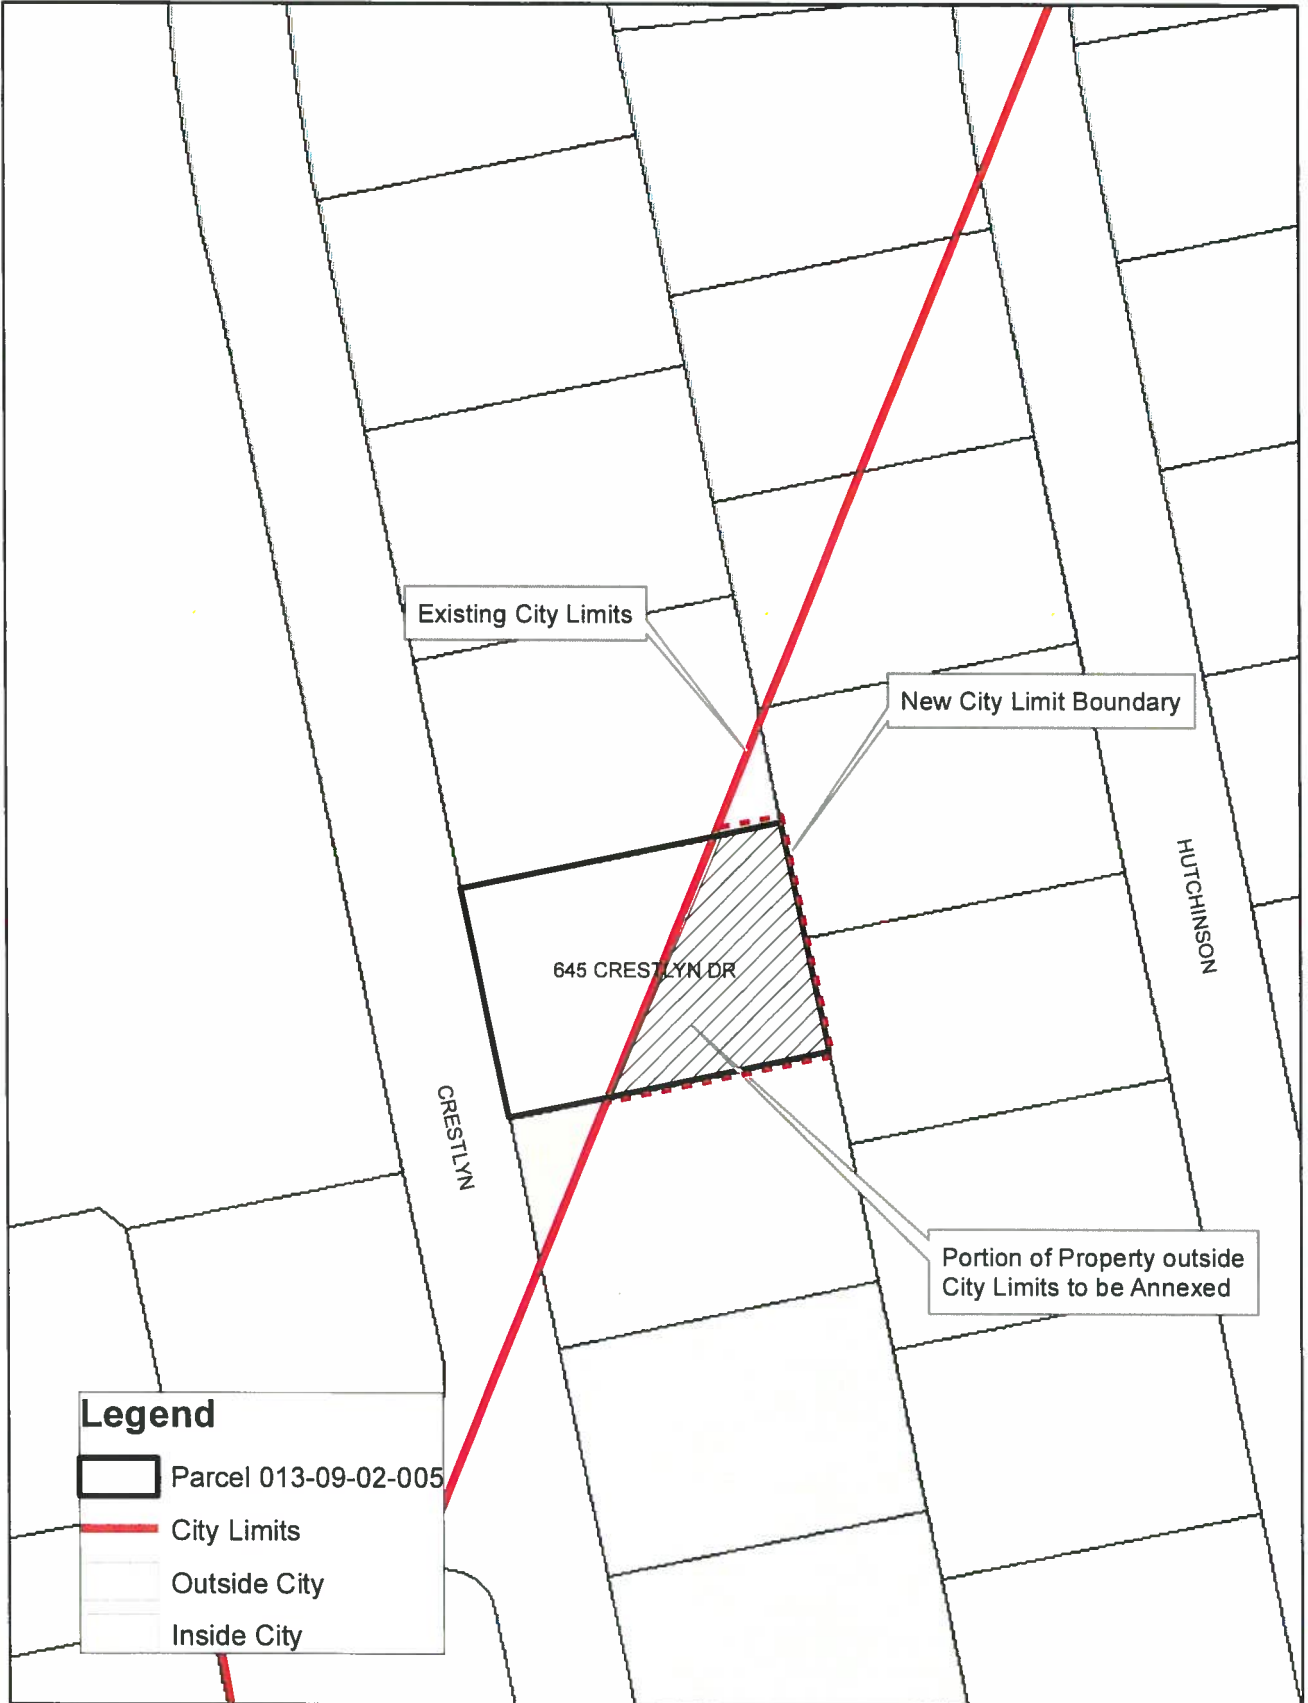 Existing City Limits
New City Limit Boundary
HUTCHINSON
645 CRESTLYN DR
CRESTLYN
Portion of Property outside
City Limits to be Annexed
Legend
Parcel 013-09-02-005
City Limits
Outside City
Inside City